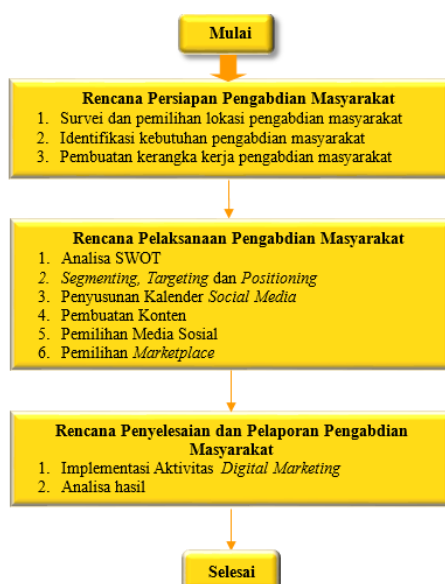 Mulai
Rencana Persiapan Pengabdian Masyarakat
1. Survei dan pemilihan lokasi pengabdian masyarakat
2. Identifikasi kebutuhan pengabdian masyarakat
3. Pembuatan kerangka kerja pengabdian masyarakat
Rencana Pelaksanaan Pengabdian Masyarakat
1. Analisa SWOT
2. Segmenting, Targeting dan Positioning
3. Penyusunan Kalender Social Media
4. Pembuatan Konten
5. Pemilihan Media Sosial
6. Pemilihan Marketplace
Rencana Penyelesaian dan Pelaporan Pengabdian
Masyarakat
1. Implementasi Aktivitas Digital Marketing
2. Analisa hasil
Selesai